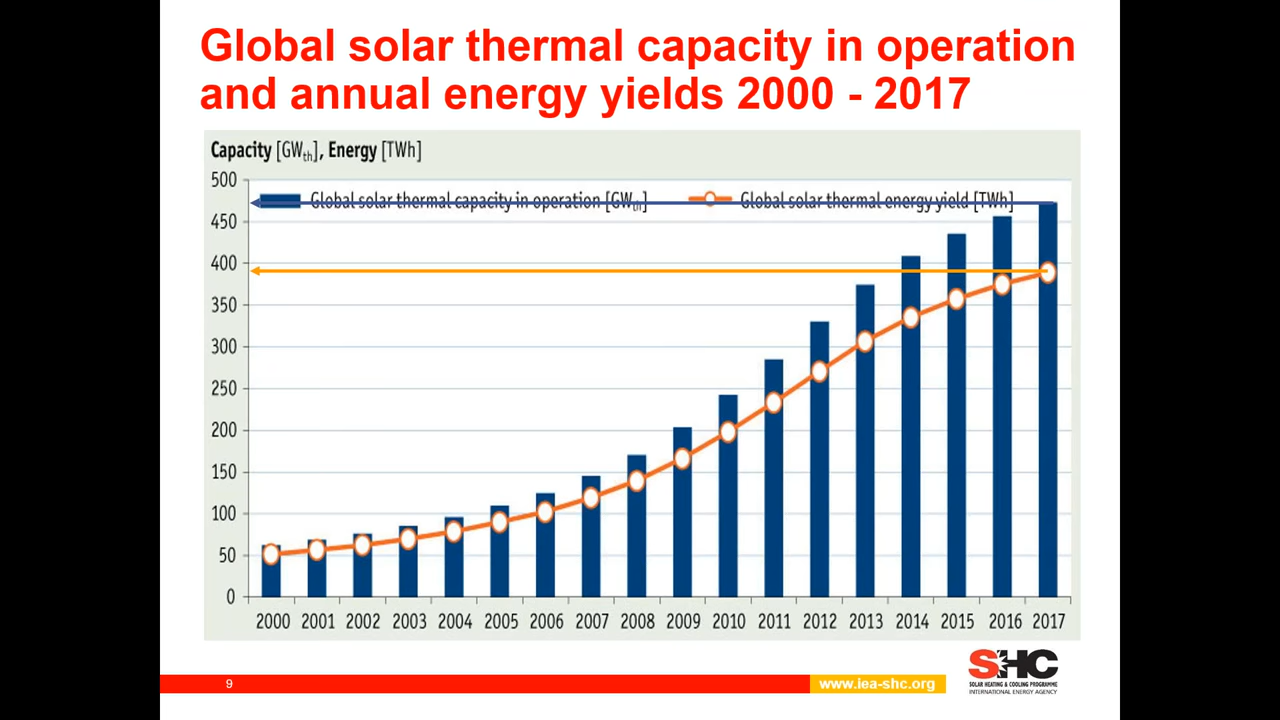 Global solar thermal capacity in operation
and annual energy yields 2000 - 2017
Capacity [GWth], Energy [TWh]
Global solar thermal capacity in operation [GWth] Global solar thermal energy yield [TWh]
500
450
400
350
300
250
200
150
100
50
0
2000 2001 2002 2003 2004 2005 2006 2007 2008 2009 2010 2011 2012 2013 2014 2015 2016 2017
9
www.iea-shc.org
SHC
SOLAR HEATING & COOLING PROGRAMME
INTERNATIONAL ENERGY AGENCY